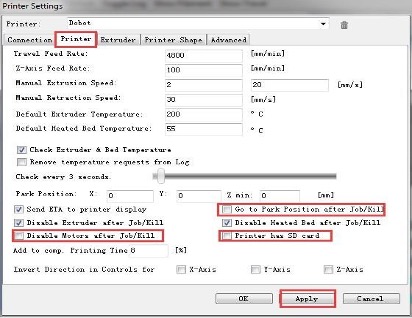 Printer Settings
Printer: Dobot
Connection Printer Extruder Printer Shape Advanced
Travel Feed Rate: 4800 [mm/min]
Z-Axis Feed Rate: 100 [mm/min]
Manual Extrusion Speed: 2 20 [mm/s]
Manual Retraction Speed: 30 [mm/s]
Default Extruder Temperature: 200 ° C
Default Heated Bed Temperature: 55 ° C
Check Extruder & Bed Temperature
Remove temperature requests from Log
Check every 3 seconds.
Park Position: X: 0 Y: 0 Z min: 0 [mm]
Send ETA to printer display Go to Park Position after Job/Kill
Disable Extruder after Job/Kill Disable Heated Bed after Job/Kill
Disable Motors after Job/Kill Printer has SD card
Add to comp. Printing Time 8 [%]
Invert Direction in Controls for X-Axis Y-Axis Z-Axis
OK Apply Cancel